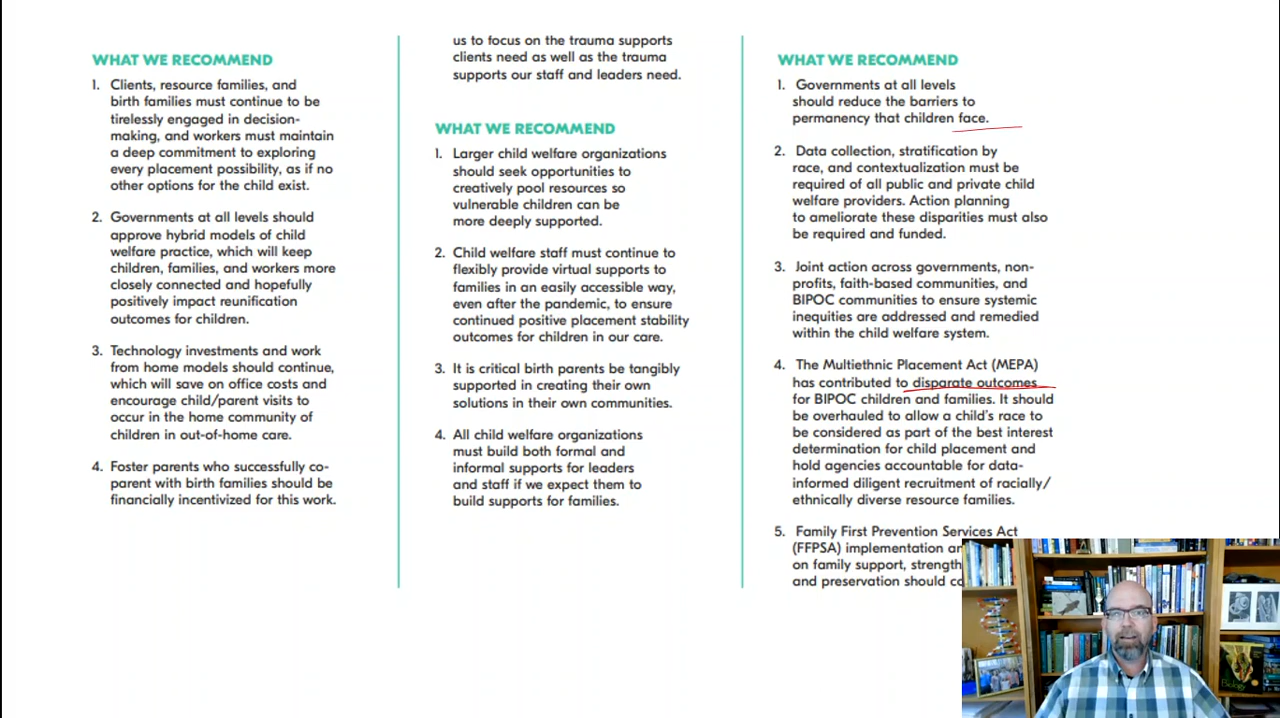 WHAT WE RECOMMEND
1. Clients, resource families, and
birth families must continue to be
tirelessly engaged in decision-
making, and workers must maintain
a deep commitment to exploring
every placement possibility, as if no
other options for the child exist.
2. Governments at all levels should
approve hybrid models of child
welfare practice, which will keep
children, families, and workers more
closely connected and hopefully
positively impact reunification
outcomes for children.
3. Technology investments and work
from home models should continue,
which will save on office costs and
encourage child/parent visits to
occur in the home community of
children in out-of-home care.
4. Foster parents who successfully co-
parent with birth families should be
financially incentivized for this work.
us to focus on the trauma supports
clients need as well as the trauma
supports our staff and leaders need.
WHAT WE RECOMMEND
1. Larger child welfare organizations
should seek opportunities to
creatively pool resources so
vulnerable children can be
more deeply supported.
2. Child welfare staff must continue to
flexibly provide virtual supports to
families in an easily accessible way,
even after the pandemic, to ensure
continued positive placement stability
outcomes for children in our care.
3. It is critical birth parents be tangibly
supported in creating their own
solutions in their own communities.
4. All child welfare organizations
must build both formal and
informal supports for leaders
and staff if we expect them to
build supports for families.
WHAT WE RECOMMEND
1. Governments at all levels
should reduce the barriers to
permanency that children face.
2. Data collection, stratification by
race, and contextualization must be
required of all public and private child
welfare providers. Action planning
to ameliorate these disparities must also
be required and funded.
3. Joint action across governments, non-
profits, faith-based communities, and
BIPOC communities to ensure systemic
inequities are addressed and remedied
within the child welfare system.
4. The Multiethnic Placement Act (MEPA)
has contributed to disparate outcomes
for BIPOC children and families. It should
be overhauled to allow a child's race to
be considered as part of the best interest
determination for child placement and
hold agencies accountable for data-
informed diligent recruitment of racially/
ethnically diverse resource families.
5. Family First Prevention Services Act
(FFPSA) implementation
on family support,
and preservation should
Biology